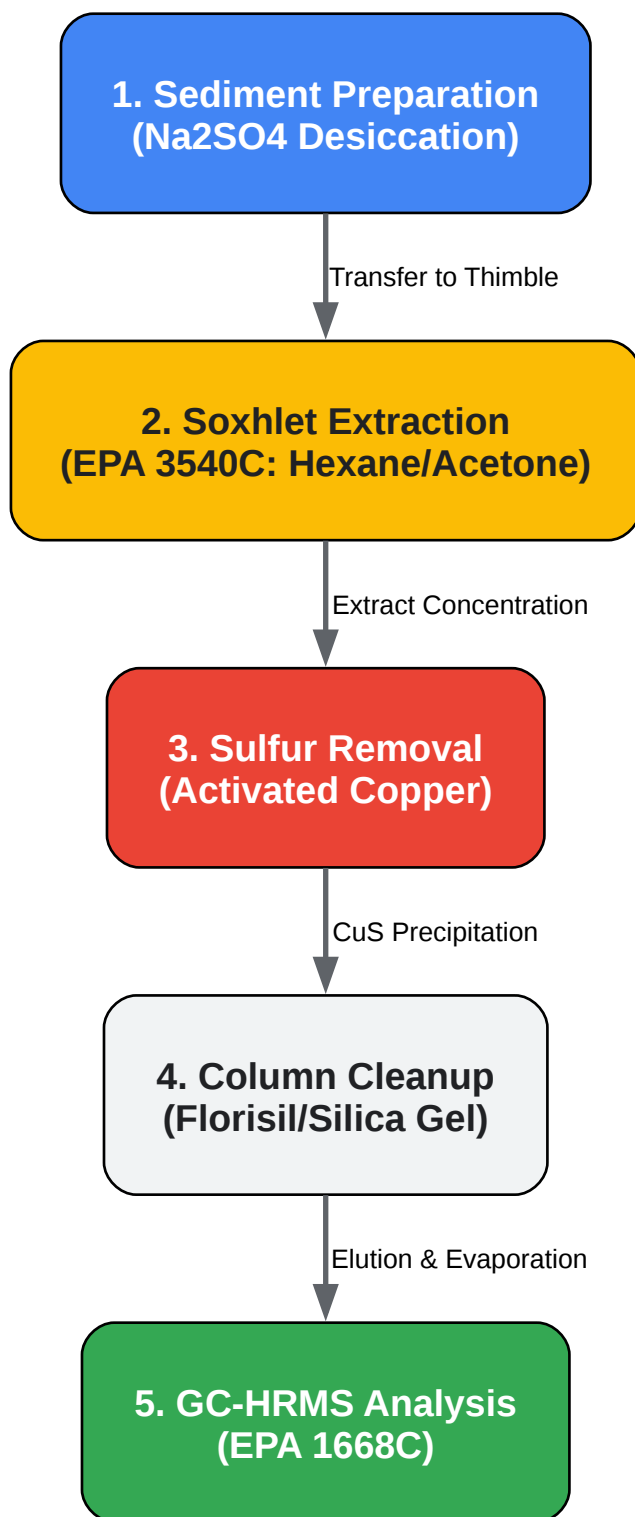 1. Sediment Preparation
(Na2SO4 Desiccation)
Transfer to Thimble
2. Soxhlet Extraction
(EPA 3540C: Hexane/Acetone)
Extract Concentration
3. Sulfur Removal
(Activated Copper)
CuS Precipitation
4. Column Cleanup
(Florisil/Silica Gel)
Elution & Evaporation
5. GC-HRMS Analysis
(EPA 1668C)